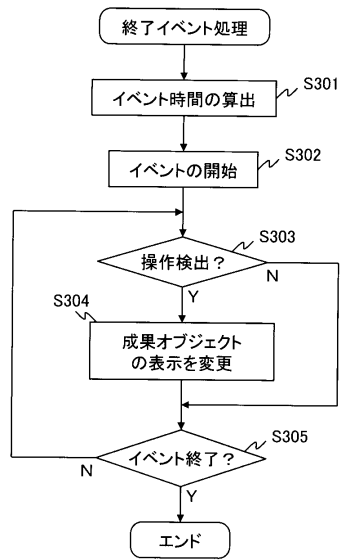 終了イベント処理
S301
イベント時間の算出
S302
イベントの開始
S303
操作検出？
N
Y
S304
成果オブジェクト
の表示を変更
S305
イベント終了？
N
Y
エンド